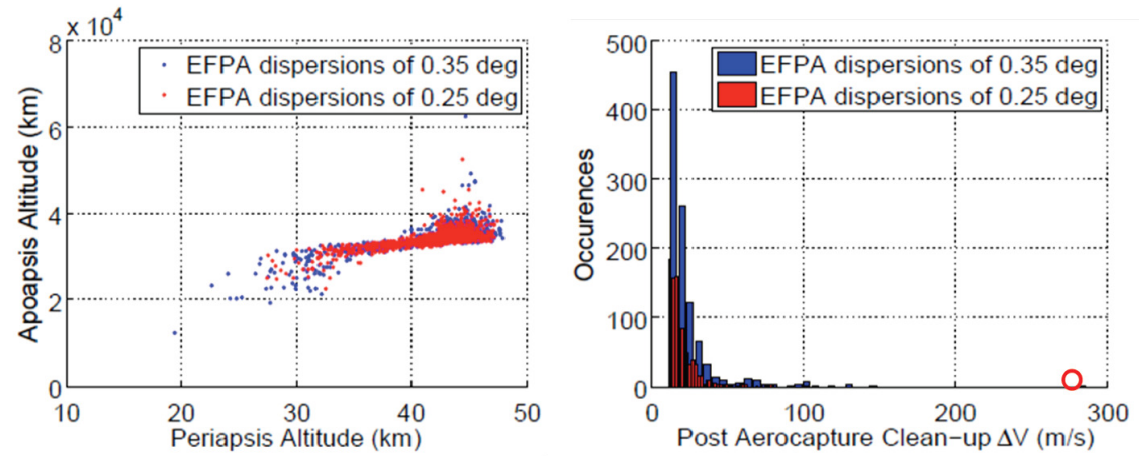 x 10⁴
8
6
4
2
0
10
20
30
40
50
Apoapsis Altitude (km)
Periapsis Altitude (km)
EFPA dispersions of 0.35 deg
EFPA dispersions of 0.25 deg
500
400
300
200
100
0
0
100
200
300
Occurences
Post Aerocapture Clean-up ΔV (m/s)
EFPA dispersions of 0.35 deg
EFPA dispersions of 0.25 deg